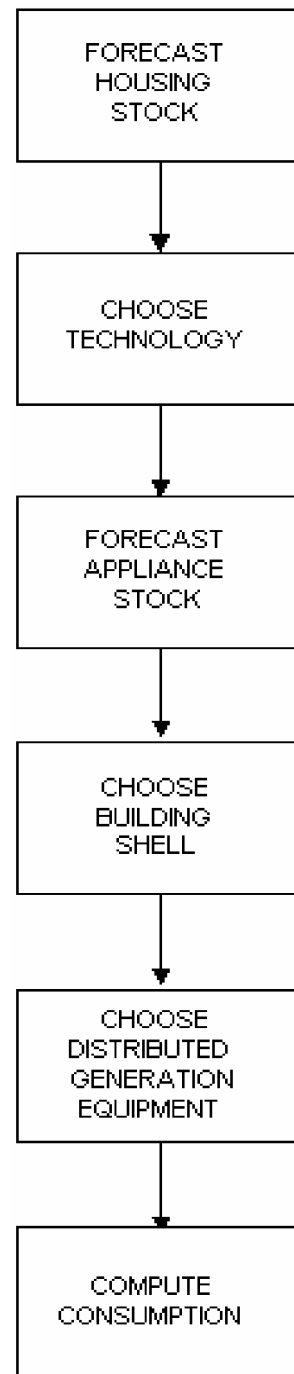 FORECAST
HOUSING
STOCK
CHOOSE
TECHNOLOGY
FORECAST
APPLIANCE
STOCK
CHOOSE
BUILDING
SHELL
CHOOSE
DISTRIBUTED
GENERATION
EQUIPMENT
COMPUTE
CONSUMPTION